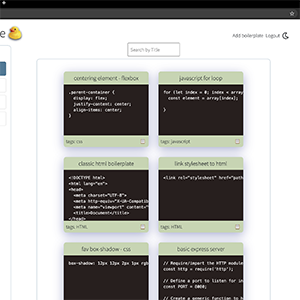 e
Add boilerplate Logout
Search by Title
centering element - flexbox
.parent-container {
display: flex;
justify-content: center;
align-items: center;
}
tags: css
javascript for loop
for (let index = 0; index < array
const element = array[index];
}
tags: javascript
classic html boilerplate
<!DOCTYPE html>
<html lang="en">
<head>
<meta charset="UTF-8">
<meta http-equiv="X-UA-Compatib
<meta name="viewport" content="
<title>Document</title>
</head>
tags: HTML
link stylesheet to html
<link rel="stylesheet" href="path
tags: HTML
fav box shadow - css
box-shadow: 12px 12px 2px 1px rgb
basic express server
// Require/import the HTTP module
const http = require('http');
// Define a port to listen for in
const PORT = 8080;
// Create a generic function to h